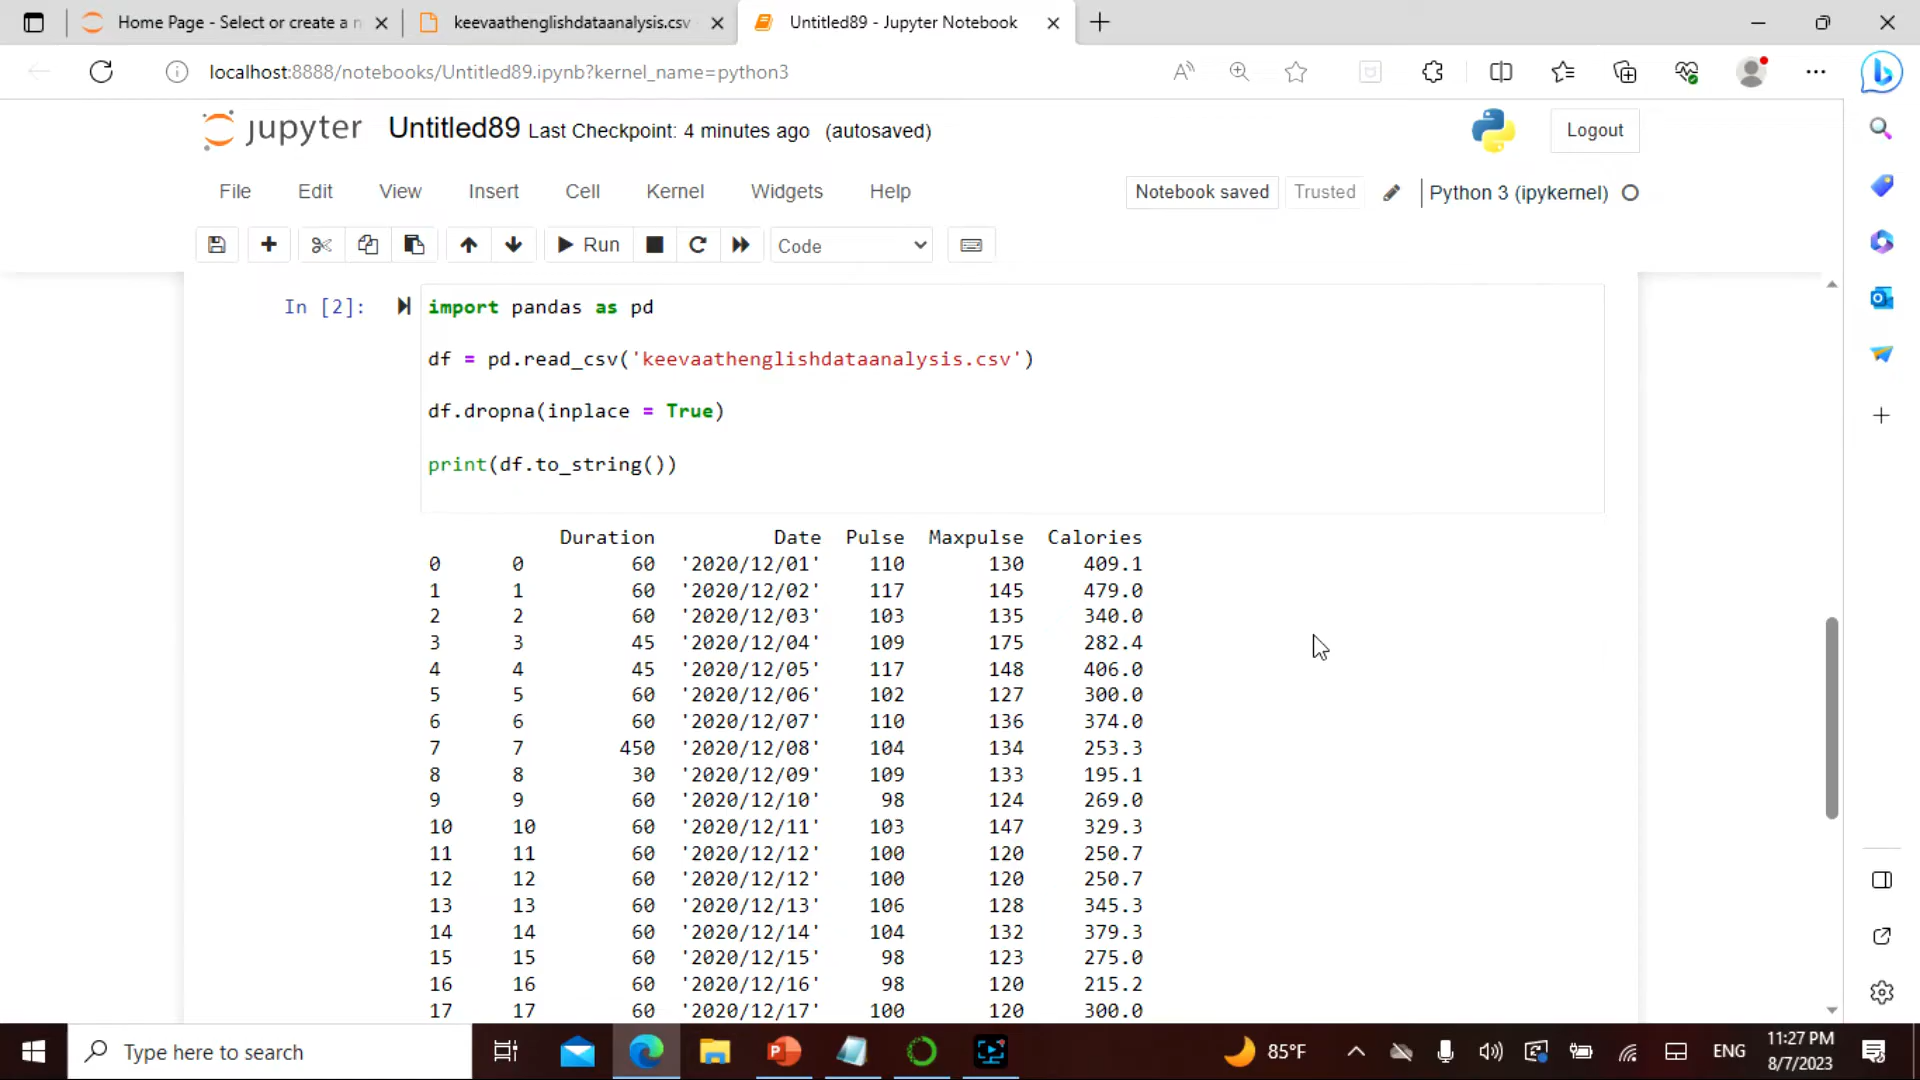 Home Page - Select or create a n
keevaathenglishdataanalysis.csv
Untitled89 - Jupyter Notebook
localhost:8888/notebooks/Untitled89.ipynb?kernel_name=python3
jupyter Untitled89 Last Checkpoint: 4 minutes ago (autosaved)
Logout
File Edit View Insert Cell Kernel Widgets Help
Notebook saved Trusted Python 3 (ipykernel)
Run Code
In [2]: import pandas as pd
df = pd.read_csv('keevaathenglishdataanalysis.csv')
df.dropna(inplace = True)
print(df.to_string())
Duration Date Pulse Maxpulse Calories
0 0 60 '2020/12/01' 110 130 409.1
1 1 60 '2020/12/02' 117 145 479.0
2 2 60 '2020/12/03' 103 135 340.0
3 3 45 '2020/12/04' 109 175 282.4
4 4 45 '2020/12/05' 117 148 406.0
5 5 60 '2020/12/06' 102 127 300.0
6 6 60 '2020/12/07' 110 136 374.0
7 7 450 '2020/12/08' 104 134 253.3
8 8 30 '2020/12/09' 109 133 195.1
9 9 60 '2020/12/10' 98 124 269.0
10 10 60 '2020/12/11' 103 147 329.3
11 11 60 '2020/12/12' 100 120 250.7
12 12 60 '2020/12/12' 100 120 250.7
13 13 60 '2020/12/13' 106 128 345.3
14 14 60 '2020/12/14' 104 132 379.3
15 15 60 '2020/12/15' 98 123 275.0
16 16 60 '2020/12/16' 98 120 215.2
17 17 60 '2020/12/17' 100 120 300.0
Type here to search
85°F
ENG
11:27 PM
8/7/2023